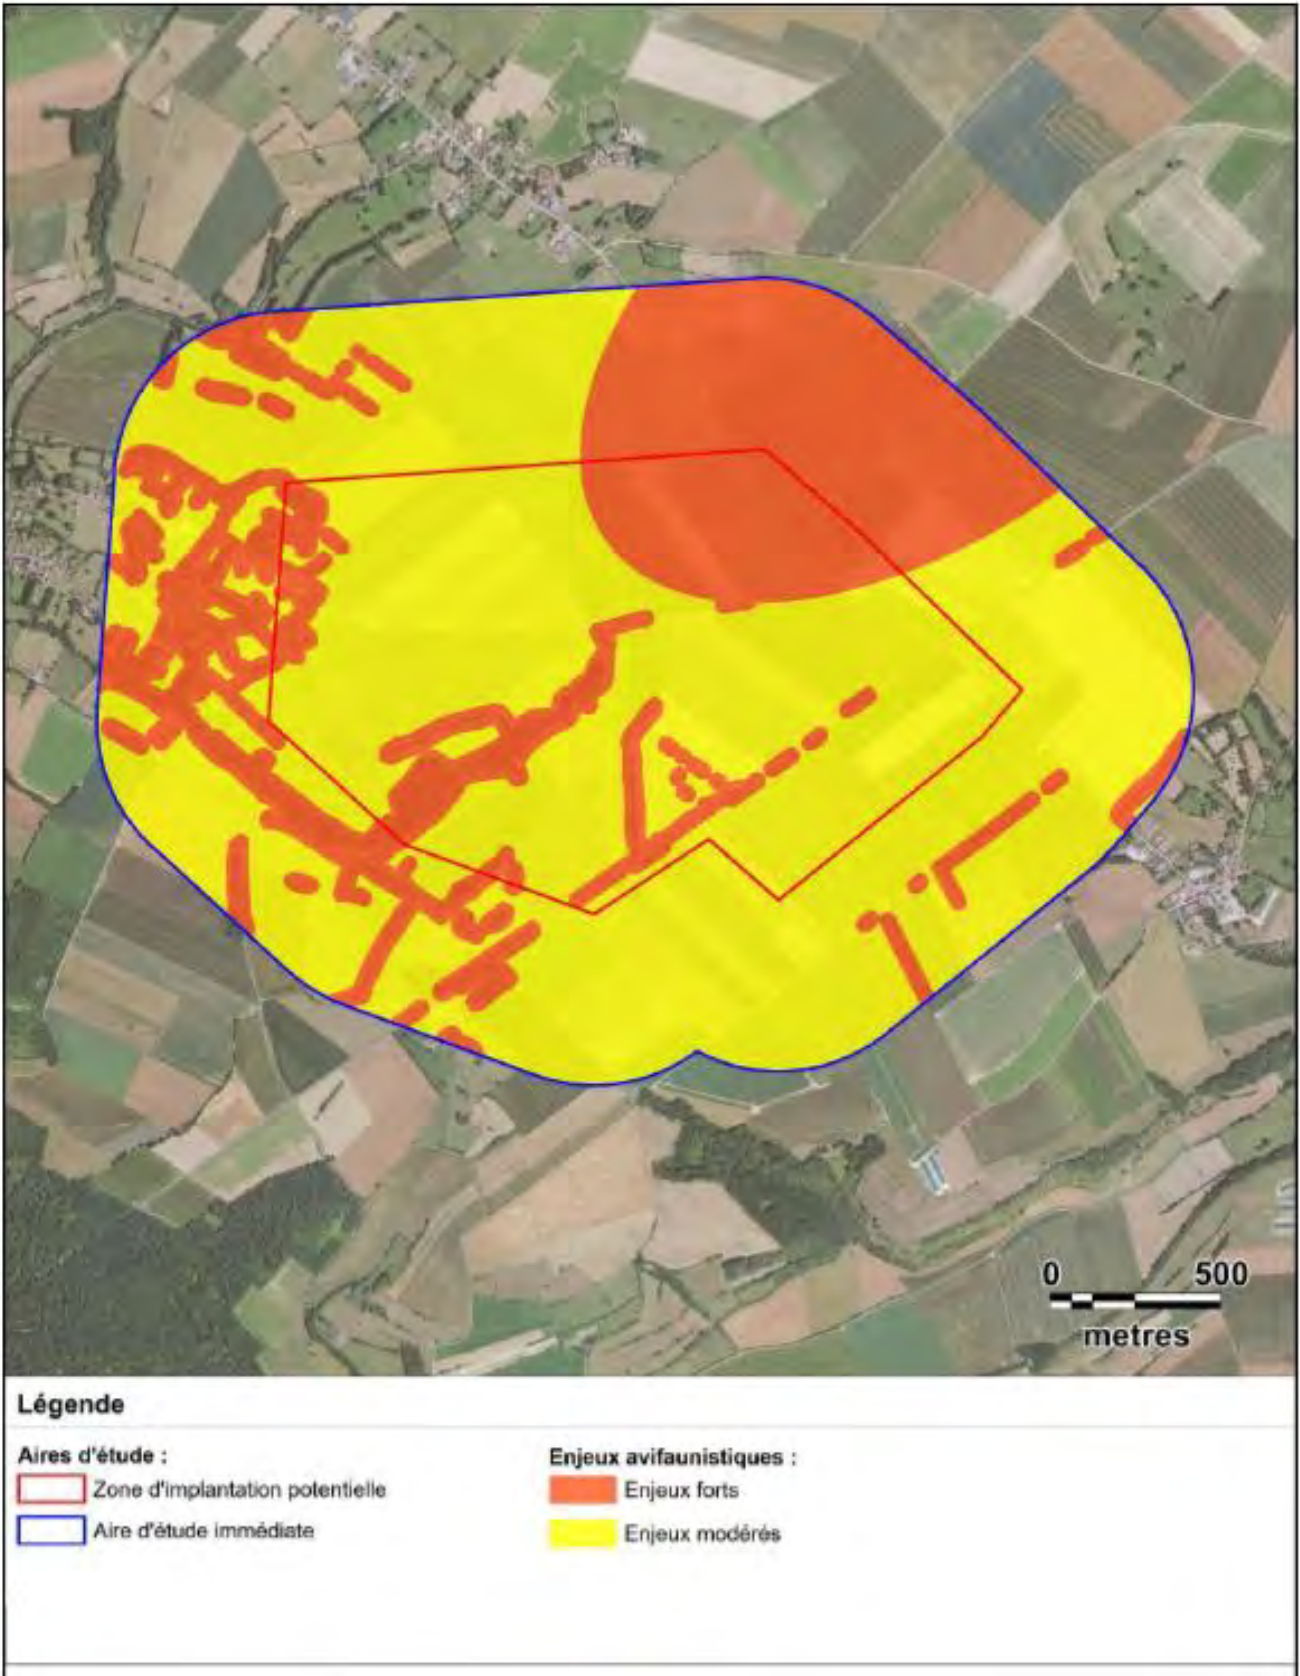 0 500
metres
Légende
Aires d'étude :
Zone d'implantation potentielle
Aire d'étude immédiate
Enjeux avifaunistiques :
Enjeux forts
Enjeux modérés